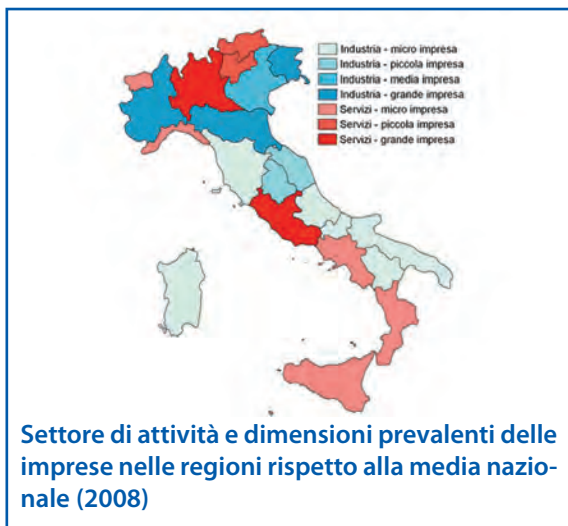 Industria - micro impresa
Industria - piccola impresa
Industria - media impresa
Industria - grande impresa
Servizi - micro impresa
Servizi - piccola impresa
Servizi - grande impresa
Settore di attività e dimensioni prevalenti delle
imprese nelle regioni rispetto alla media nazio-
nale (2008)